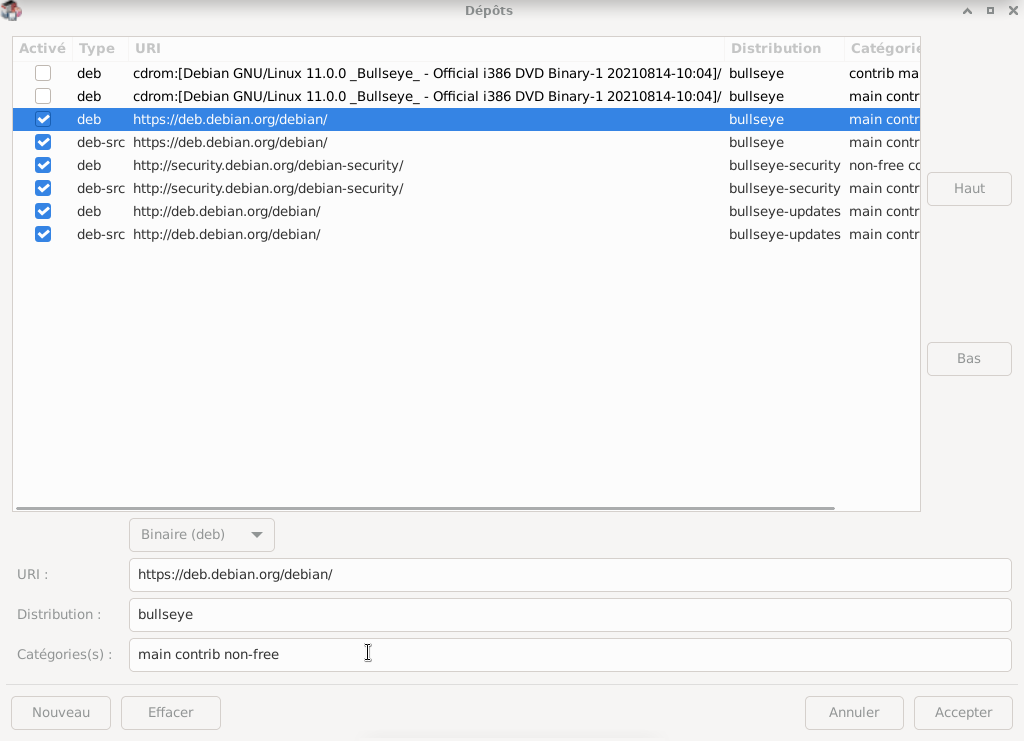 Dépôts
Activé Type URI Distribution Catégorie
deb cdrom:[Debian GNU/Linux 11.0.0 _Bullseye_ - Official i386 DVD Binary-1 20210814-10:04]/ bullseye contrib ma
deb cdrom:[Debian GNU/Linux 11.0.0 _Bullseye_ - Official i386 DVD Binary-1 20210814-10:04]/ bullseye main contr
deb https://deb.debian.org/debian/ bullseye main contr
deb-src https://deb.debian.org/debian/ bullseye main contr
deb http://security.debian.org/debian-security/ bullseye-security non-free co
deb-src http://security.debian.org/debian-security/ bullseye-security main contr
deb http://deb.debian.org/debian/ bullseye-updates main contr
deb-src http://deb.debian.org/debian/ bullseye-updates main contr
Haut
Bas
Binaire (deb)
URI : https://deb.debian.org/debian/
Distribution : bullseye
Catégories(s) : main contrib non-free
Nouveau Effacer Annuler Accepter